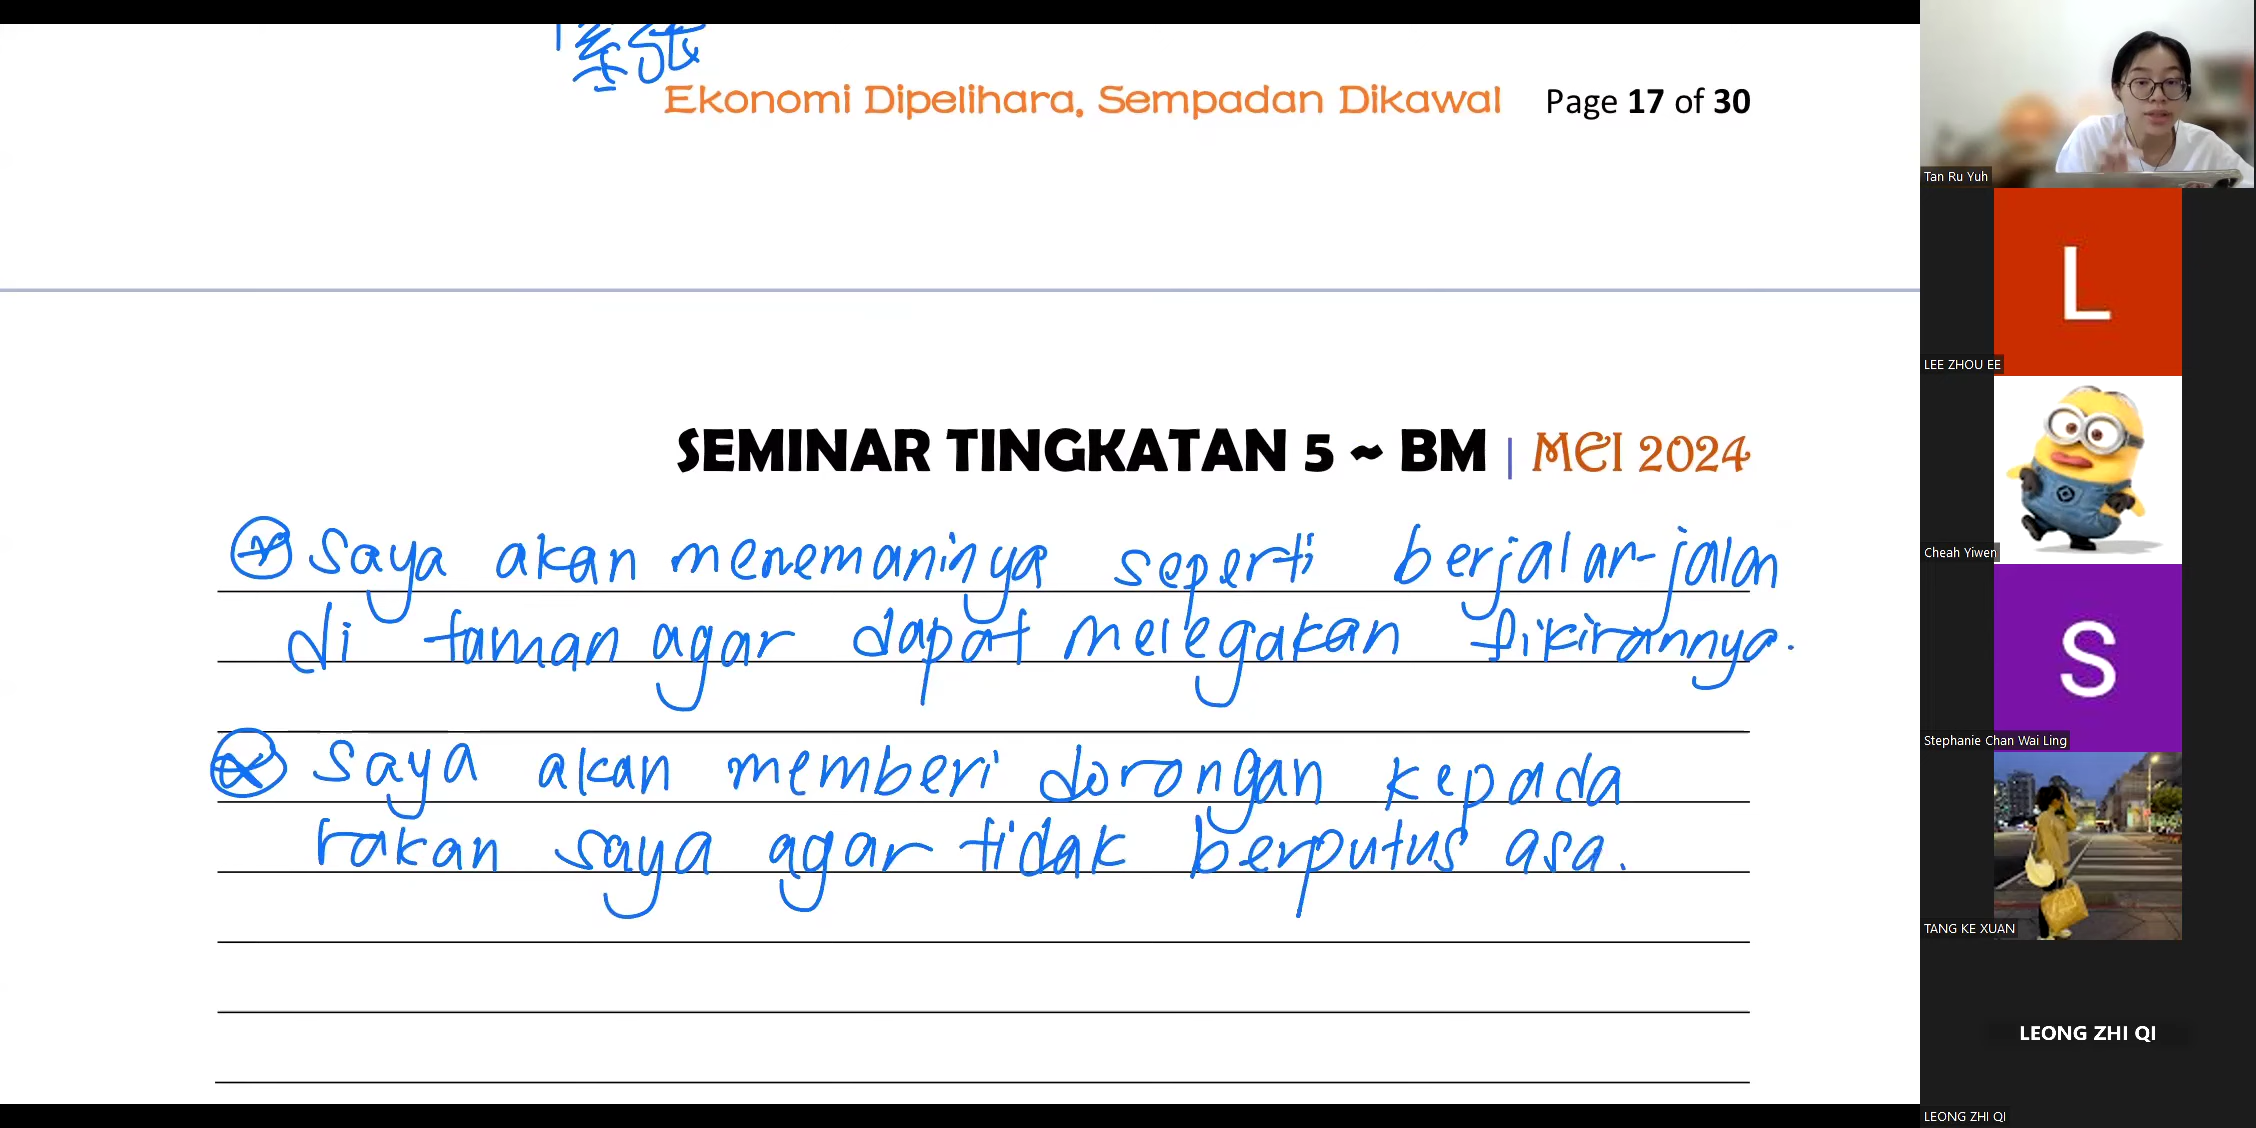 Ekonomi Dipelihara, Sempadan Dikawal Page 17 of 30
SEMINAR TINGKATAN 5 ~ BM | MEI 2024
Saya akan menemaninya seperti berjalan-jalan
di taman agar dapat melegakan fikirannya.
Saya akan memberi dorongan kepada
rakan saya agar tidak berputus asa.
Tan Ru Yuh
L
LEE ZHOU EE
Cheah Yiwen
S
Stephanie Chan Wai Ling
TANG KE XUAN
LEONG ZHI QI
LEONG ZHI QI